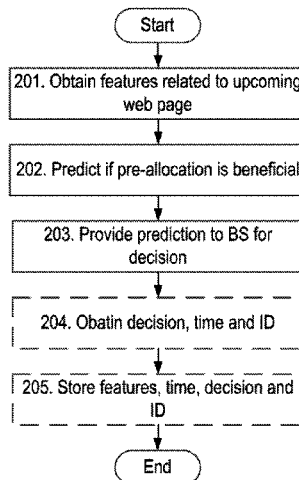 Start
201. Obtain features related to upcoming
web page
202. Predict if pre-allocation is beneficial
203. Provide prediction to BS for
decision
204. Obatin decision, time and ID
205. Store features, time, decision and
ID
End